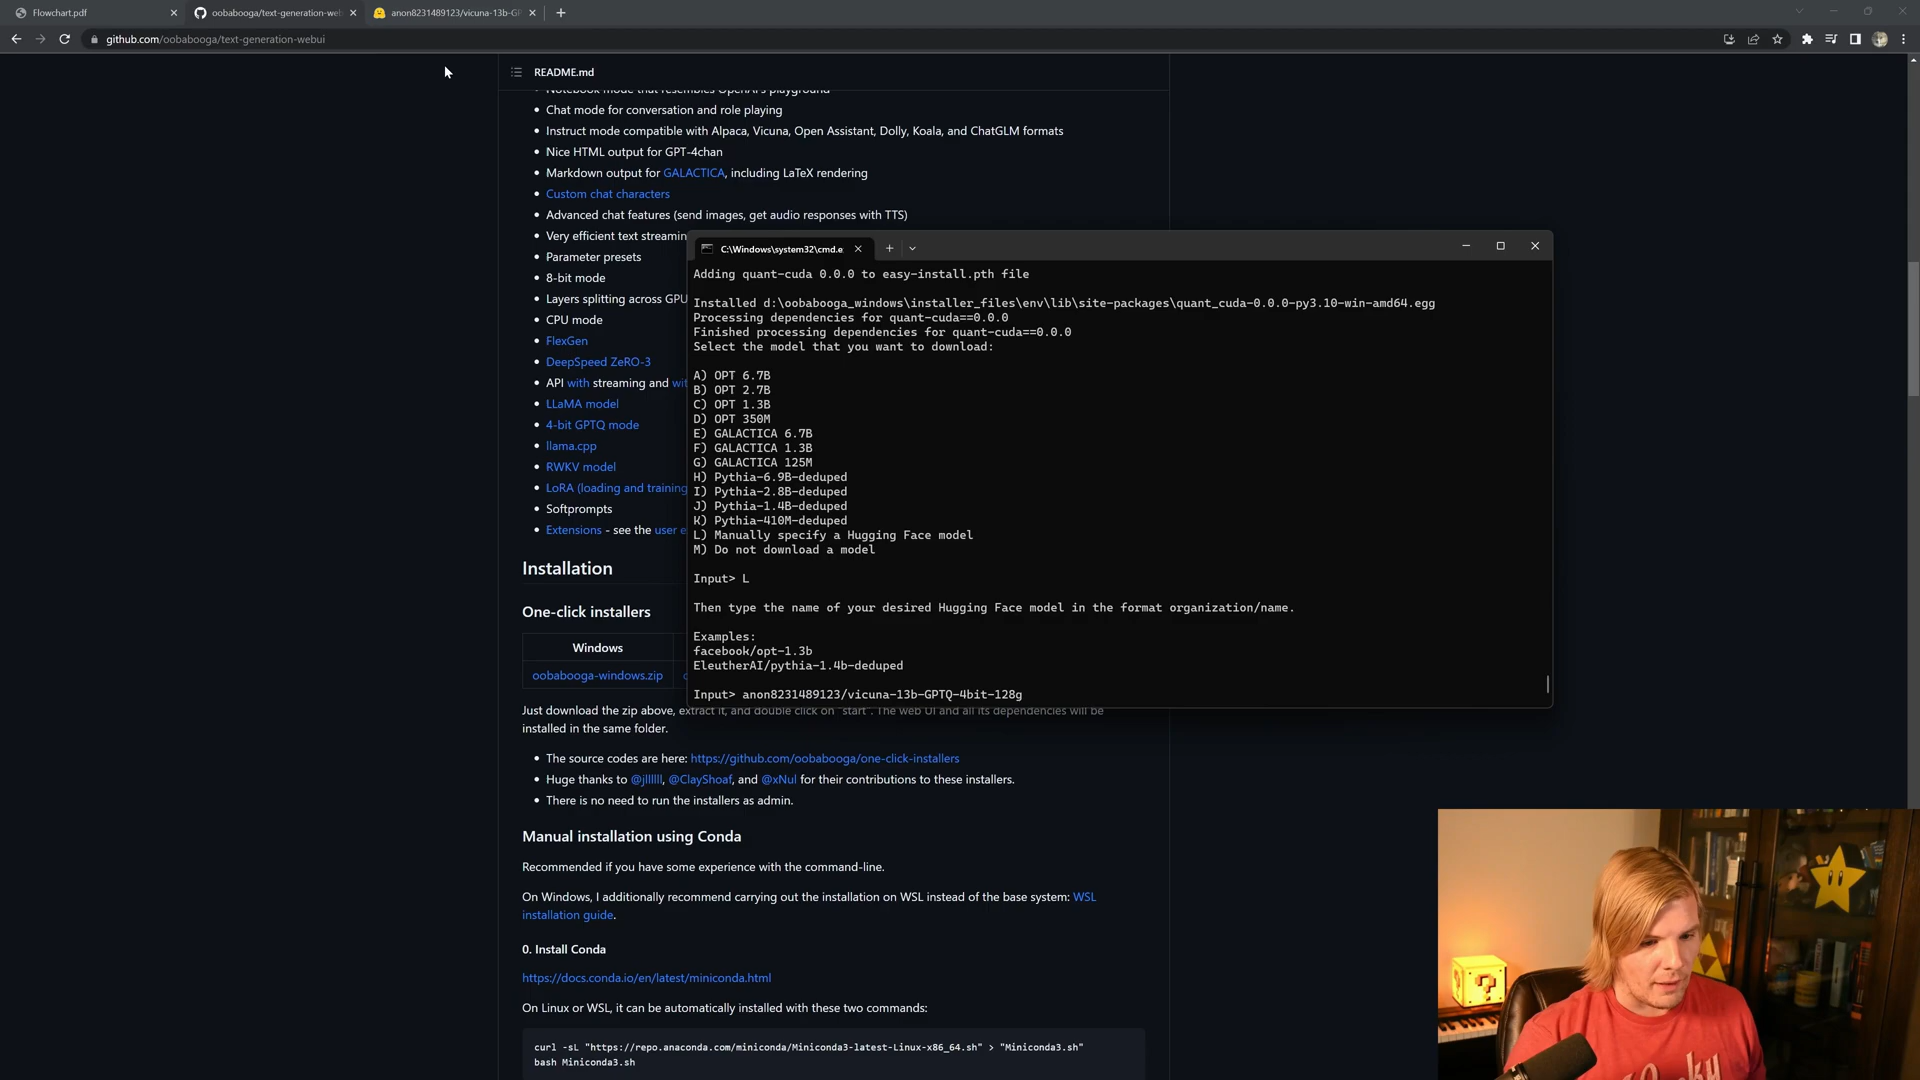 Flowchart.pdf
oobabooga/text-generation-web
anon8231489123/vicuna-13b-GP
github.com/oobabooga/text-generation-webui
README.md
Notebook mode that resembles OpenAI's playground
Chat mode for conversation and role playing
Instruct mode compatible with Alpaca, Vicuna, Open Assistant, Dolly, Koala, and ChatGLM formats
Nice HTML output for GPT-4chan
Markdown output for GALACTICA, including LaTeX rendering
Custom chat characters
Advanced chat features (send images, get audio responses with TTS)
Very efficient text streamin
Parameter presets
8-bit mode
Layers splitting across GPU
CPU mode
FlexGen
DeepSpeed ZeRO-3
API with streaming and wit
LLaMA model
4-bit GPTQ mode
llama.cpp
RWKV model
LoRA (loading and training
Softprompts
Extensions - see the user e
Installation
One-click installers
Windows
oobabooga-windows.zip
C:\Windows\system32\cmd.e
Adding quant-cuda 0.0.0 to easy-install.pth file
Installed d:\oobabooga_windows\installer_files\env\lib\site-packages\quant_cuda-0.0.0-py3.10-win-amd64.egg
Processing dependencies for quant-cuda==0.0.0
Finished processing dependencies for quant-cuda==0.0.0
Select the model that you want to download:
A) OPT 6.7B
B) OPT 2.7B
C) OPT 1.3B
D) OPT 350M
E) GALACTICA 6.7B
F) GALACTICA 1.3B
G) GALACTICA 125M
H) Pythia-6.9B-deduped
I) Pythia-2.8B-deduped
J) Pythia-1.4B-deduped
K) Pythia-410M-deduped
L) Manually specify a Hugging Face model
M) Do not download a model
Input> L
Then type the name of your desired Hugging Face model in the format organization/name.
Examples:
facebook/opt-1.3b
EleutherAI/pythia-1.4b-deduped
Input> anon8231489123/vicuna-13b-GPTQ-4bit-128g
Just download the zip above, extract it, and double click on "start". The web UI and all its dependencies will be
installed in the same folder.
The source codes are here: https://github.com/oobabooga/one-click-installers
Huge thanks to @jllllll, @ClayShoaf, and @xNul for their contributions to these installers.
There is no need to run the installers as admin.
Manual installation using Conda
Recommended if you have some experience with the command-line.
On Windows, I additionally recommend carrying out the installation on WSL instead of the base system: WSL
installation guide.
0. Install Conda
https://docs.conda.io/en/latest/miniconda.html
On Linux or WSL, it can be automatically installed with these two commands:
curl -sL "https://repo.anaconda.com/miniconda/Miniconda3-latest-Linux-x86_64.sh" > "Miniconda3.sh"
bash Miniconda3.sh